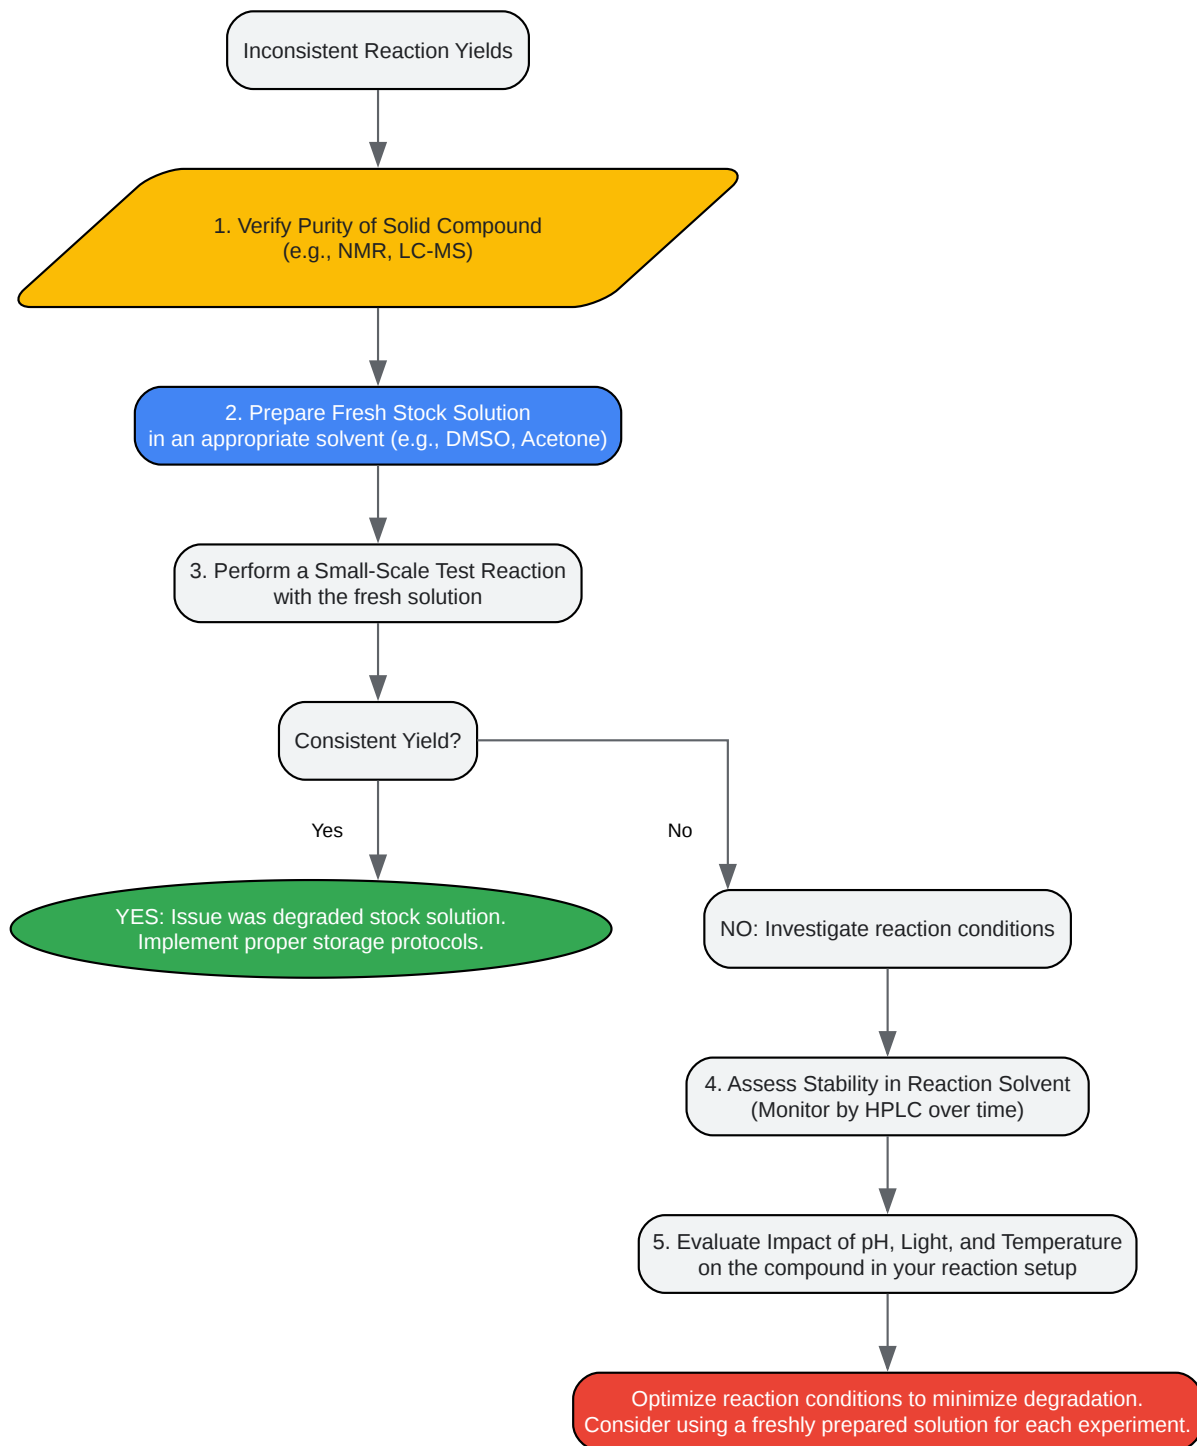 Inconsistent Reaction Yields
1. Verify Purity of Solid Compound
(e.g., NMR, LC-MS)
2. Prepare Fresh Stock Solution
in an appropriate solvent (e.g., DMSO, Acetone)
3. Perform a Small-Scale Test Reaction
with the fresh solution
Consistent Yield?
Yes
No
YES: Issue was degraded stock solution.
Implement proper storage protocols.
NO: Investigate reaction conditions
4. Assess Stability in Reaction Solvent
(Monitor by HPLC over time)
5. Evaluate Impact of pH, Light, and Temperature
on the compound in your reaction setup
Optimize reaction conditions to minimize degradation.
Consider using a freshly prepared solution for each experiment.